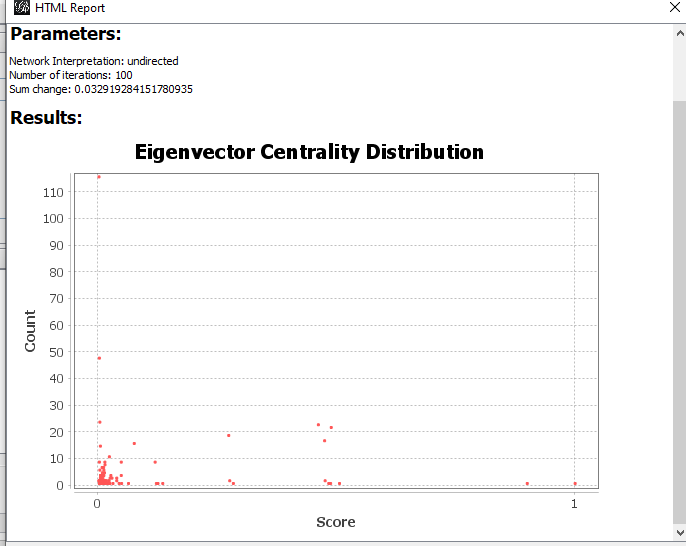 HTML Report
Parameters:
Network Interpretation: undirected
Number of iterations: 100
Sum change: 0.032919284151780935
Results:
Eigenvector Centrality Distribution
110
100
90
80
70
60
50
40
30
20
10
0
Count
0 1
Score